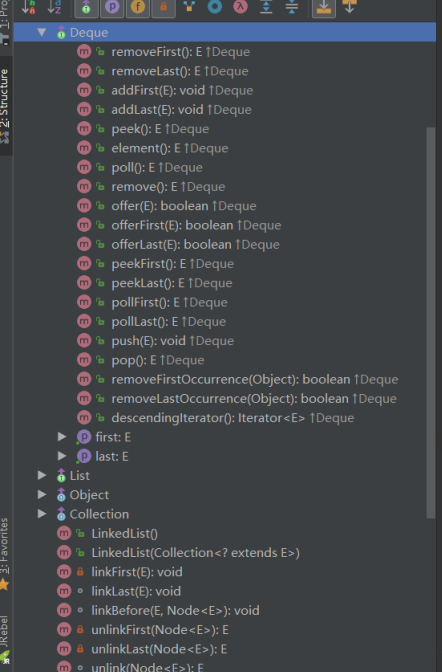 1: Pro
2: Structure
3: Favorites
JRebel
Deque
removeFirst(): E ↑Deque
removeLast(): E ↑Deque
addFirst(E): void ↑Deque
addLast(E): void ↑Deque
peek(): E ↑Deque
element(): E ↑Deque
poll(): E ↑Deque
remove(): E ↑Deque
offer(E): boolean ↑Deque
offerFirst(E): boolean ↑Deque
offerLast(E): boolean ↑Deque
peekFirst(): E ↑Deque
peekLast(): E ↑Deque
pollFirst(): E ↑Deque
pollLast(): E ↑Deque
push(E): void ↑Deque
pop(): E ↑Deque
removeFirstOccurrence(Object): boolean ↑Deque
removeLastOccurrence(Object): boolean ↑Deque
descendingIterator(): Iterator<E> ↑Deque
first: E
last: E
List
Object
Collection
LinkedList()
LinkedList(Collection<? extends E>)
linkFirst(E): void
linkLast(E): void
linkBefore(E, Node<E>): void
unlinkFirst(Node<E>): E
unlinkLast(Node<E>): E
unlink(Node<E>): E